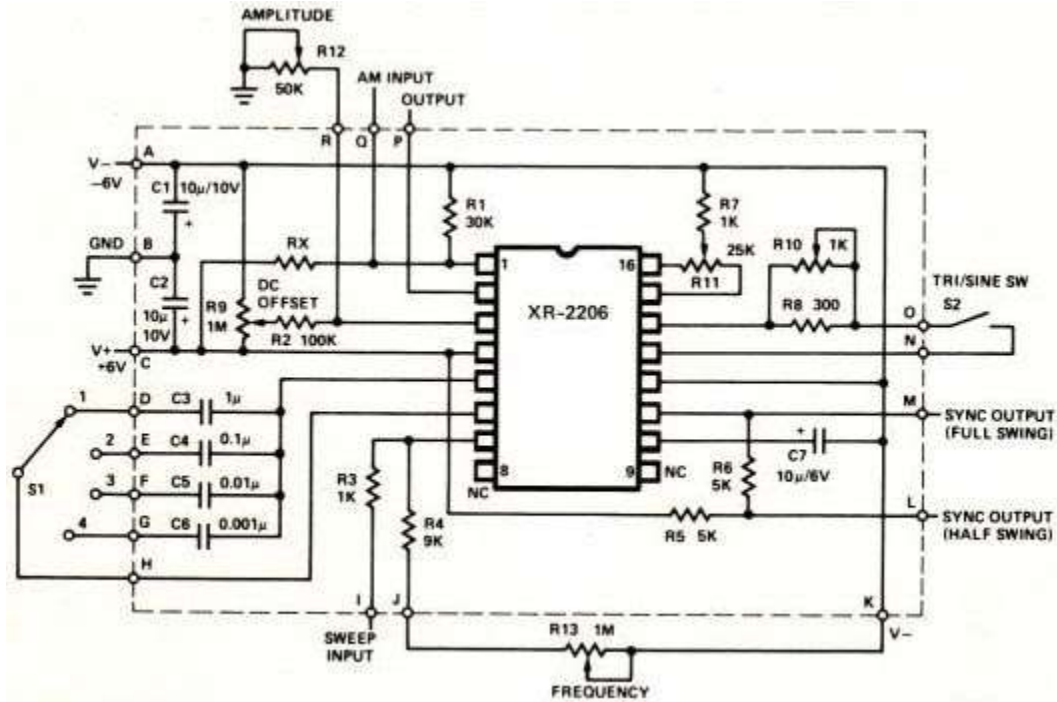 AMPLITUDE
R12
50K
AM INPUT
OUTPUT
R
Q
P
A
V-
-6V
C1
10μ/10V
+
R1
30K
R7
1K
GND
B
RX
1
16
25K
R11
R10
1K
TRI/SINE SW
S2
C2
10μ
10V
+
DC
OFFSET
R9
1M
R2 100K
XR-2206
R8 300
O
N
V+
+6V
C
1
D
C3
1μ
2
E
C4
0.1μ
3
F
C5
0.01μ
4
G
C6
0.001μ
S1
H
R3
1K
R4
9K
8
NC
9
NC
M
SYNC OUTPUT
(FULL SWING)
+
C7
10μ/6V
R6
5K
R5 5K
L
SYNC OUTPUT
(HALF SWING)
I
J
K
V-
SWEEP
INPUT
R13 1M
FREQUENCY